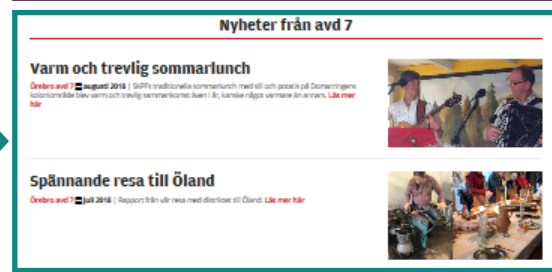 Nyheter från avd 7
Varm och trevlig sommarlunch
Örebro avd 7 augusti 2018 | SKPFs traditionella sommarlunch med sill och potatis på Domarringens
koloniområde blev varm och trevlig sammankomst även i år, kanske något varmare än annars. Läs mer
här
Spännande resa till Öland
Örebro avd 7 juli 2018 | Rapport från vår resa med distriket till Öland. Läs mer här